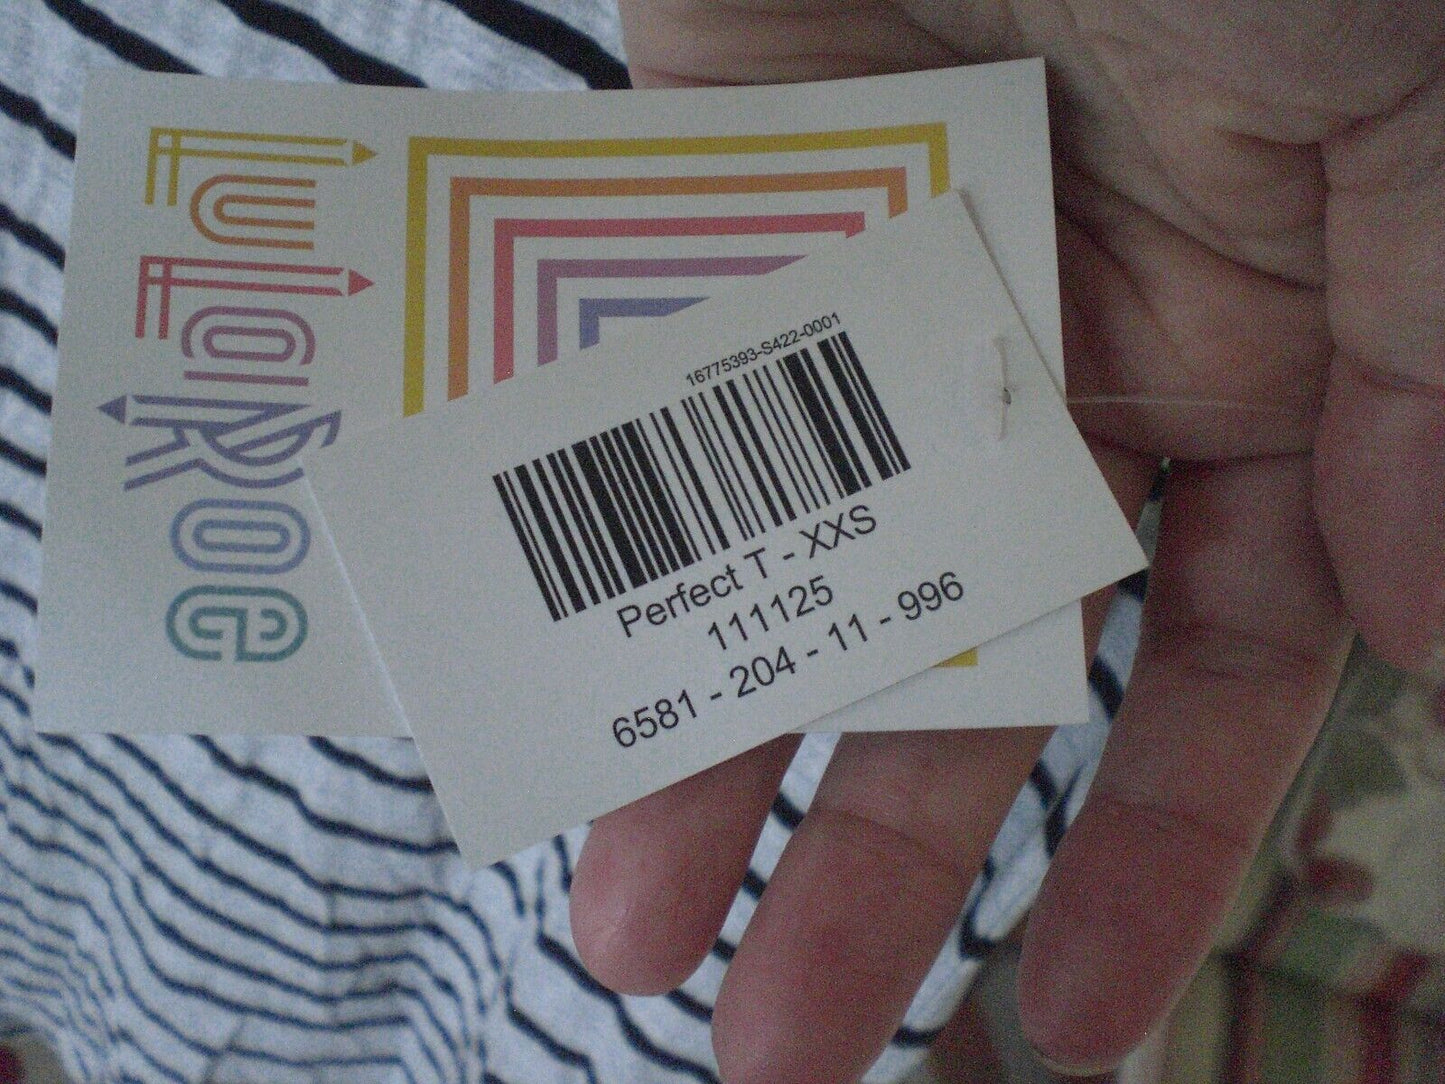 LuLaRoe
16775393-S422-0001
Perfect T - XXS
111125
6581 - 204 - 11 - 996